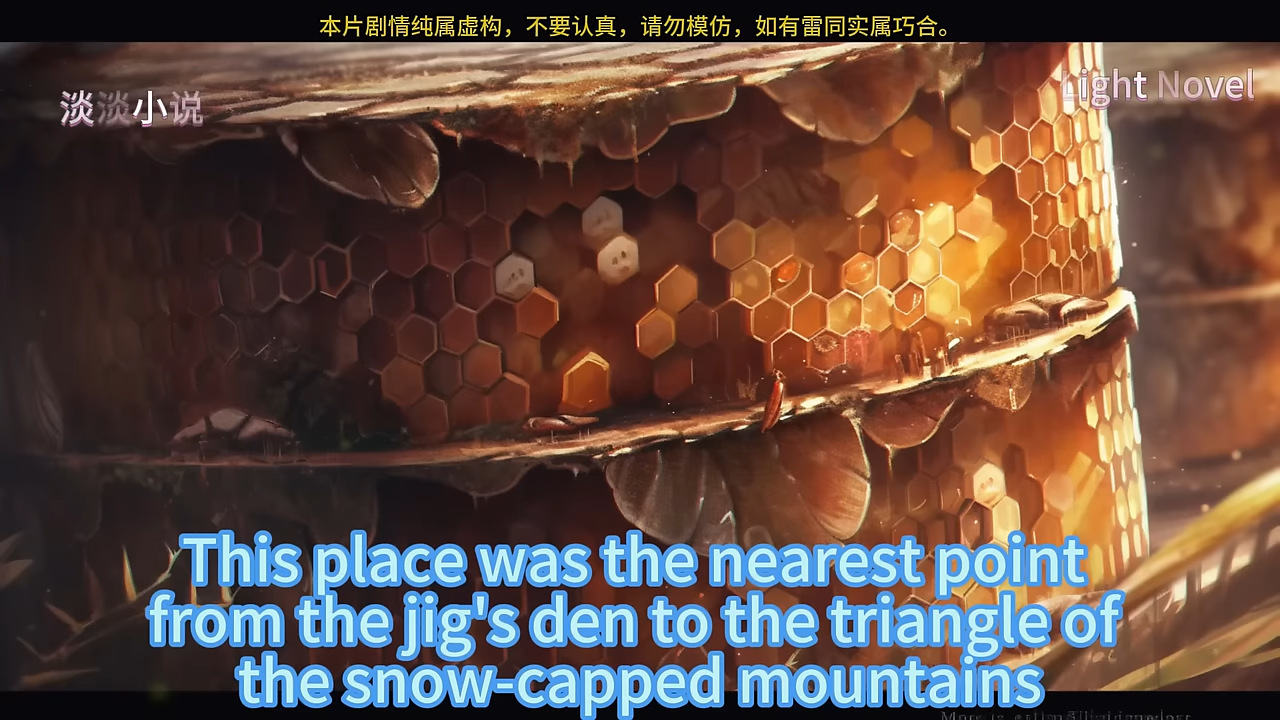 本片剧情纯属虚构，不要认真，请勿模仿，如有雷同实属巧合。
淡淡小说
Light Novel
This place was the nearest point
from the jig's den to the triangle of
the snow-capped mountains